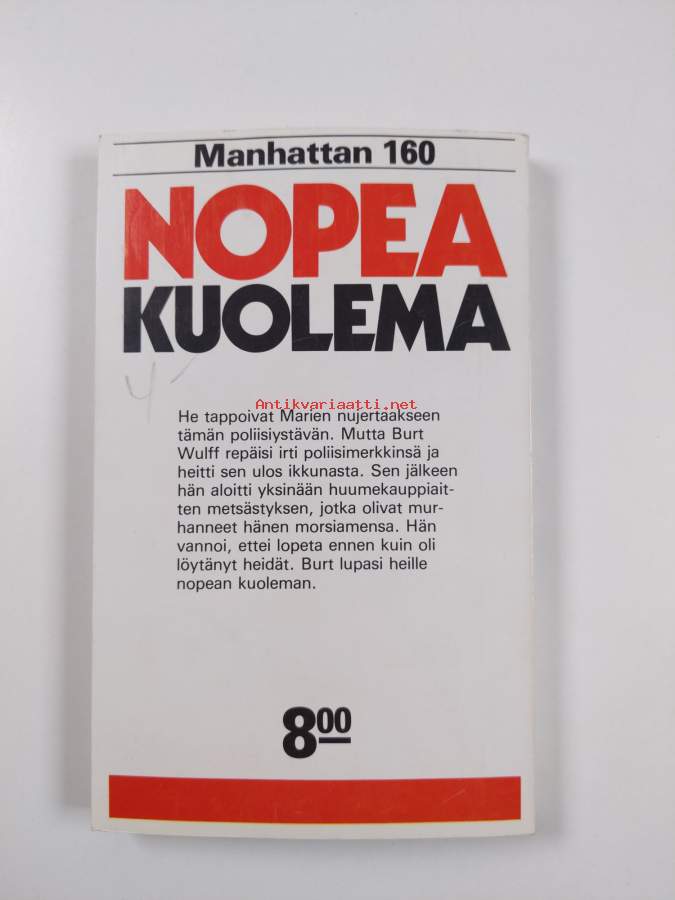 Manhattan 160
NOPEA
KUOLEMA
Antikvariaatti.net
He tappoivat Marien nujertaakseen
tämän poliisiystävän. Mutta Burt
Wulff repäisi irti poliisimerkkinsä ja
heitti sen ulos ikkunasta. Sen jälkeen
hän aloitti yksinään huumekauppiait-
ten metsästyksen, jotka olivat mur-
hanneet hänen morsiamensa. Hän
vannoi, ettei lopeta ennen kuin oli
löytänyt heidät. Burt lupasi heille
nopean kuoleman.
800